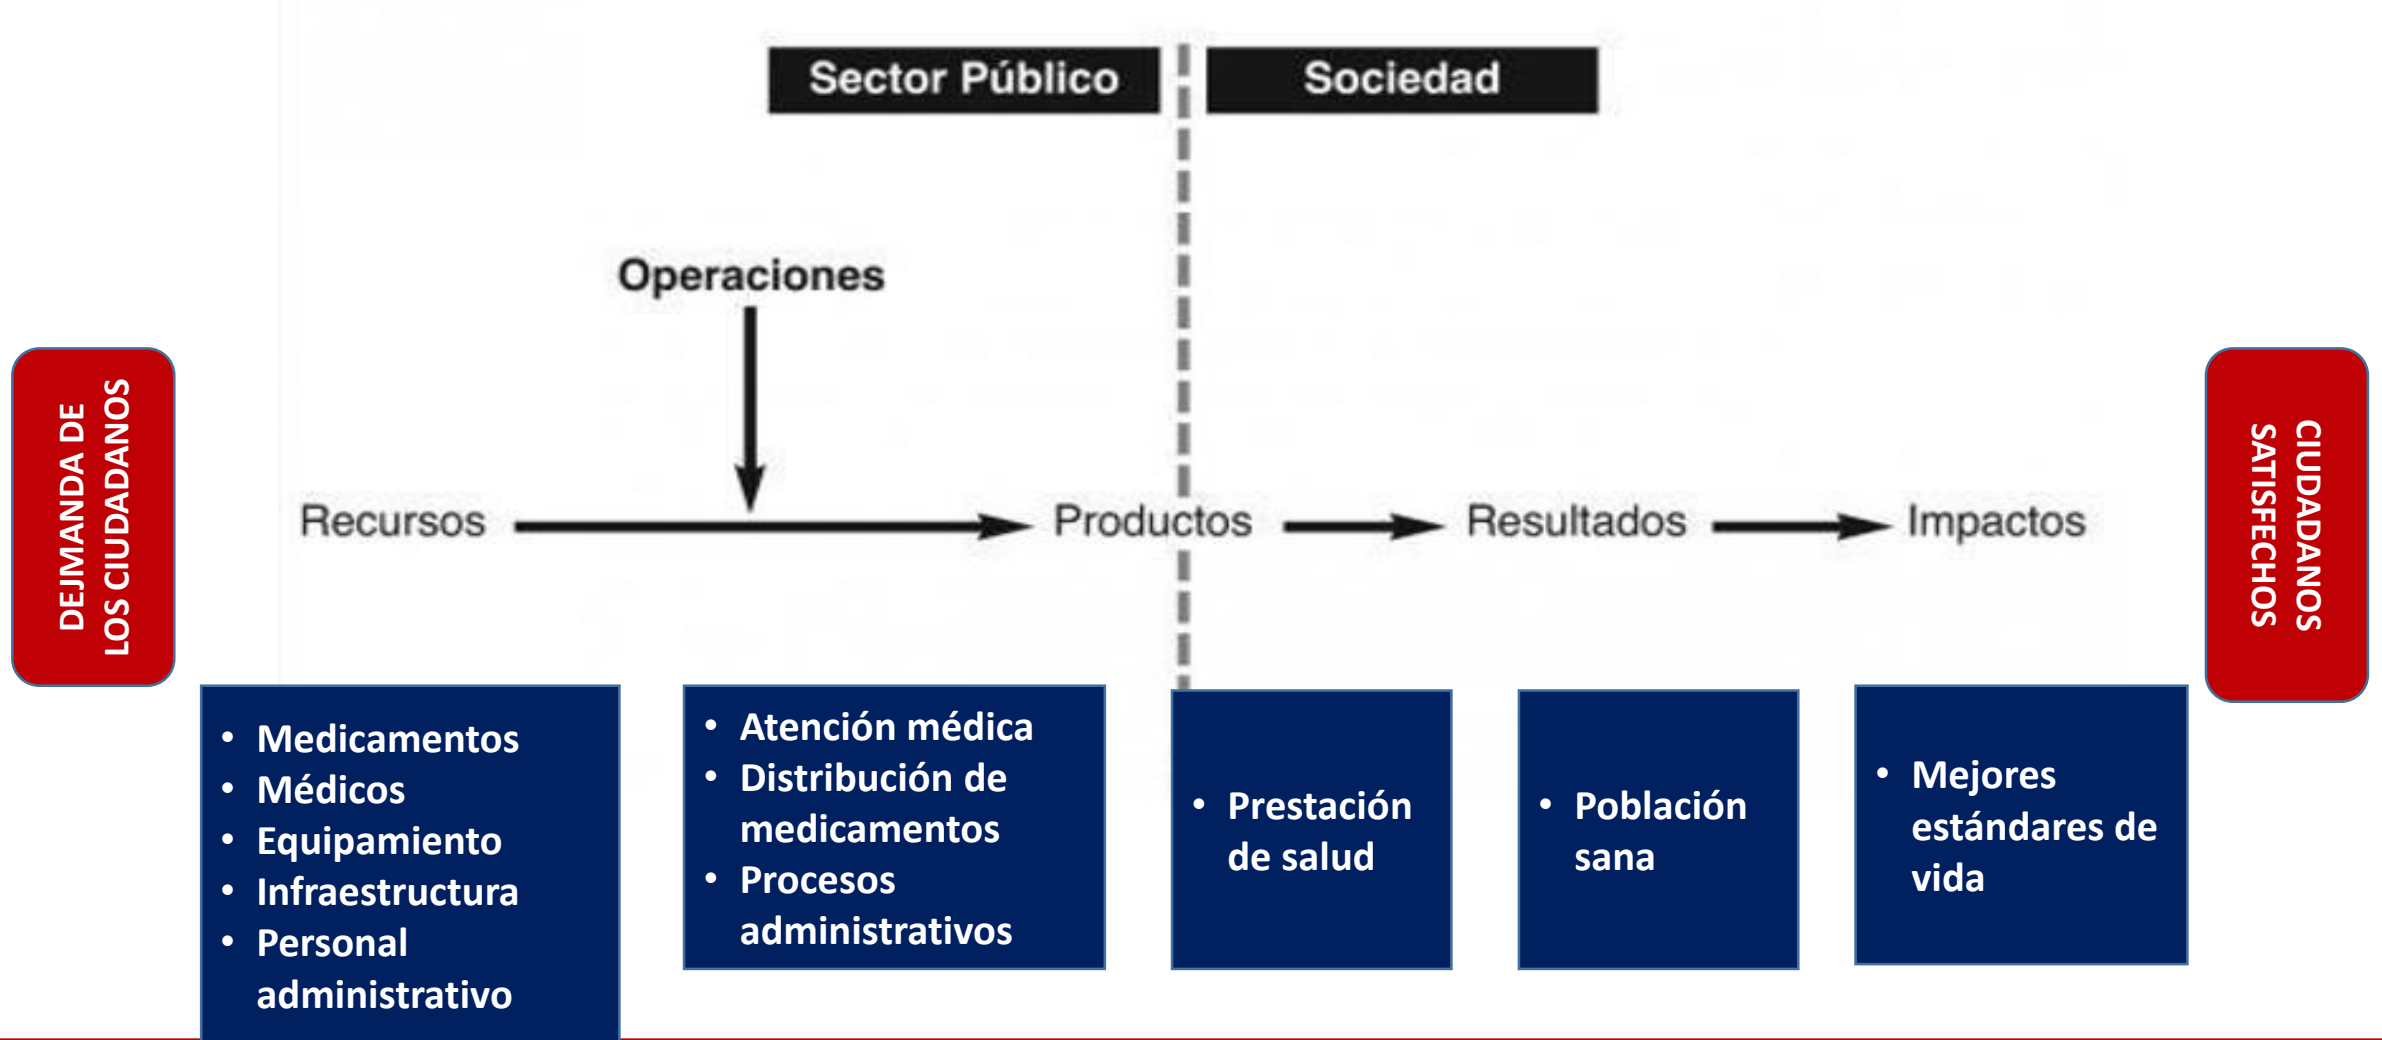 Sector Público
Sociedad
Operaciones
DEJMANDA DE
LOS CIUDADANOS
Recursos
Productos
Resultados
Impactos
CIUDADANOS
SATISFECHOS
• Medicamentos
• Médicos
• Equipamiento
• Infraestructura
• Personal
administrativo
• Atención médica
• Distribución de
medicamentos
• Procesos
administrativos
• Prestación
de salud
• Población
sana
• Mejores
estándares de
vida